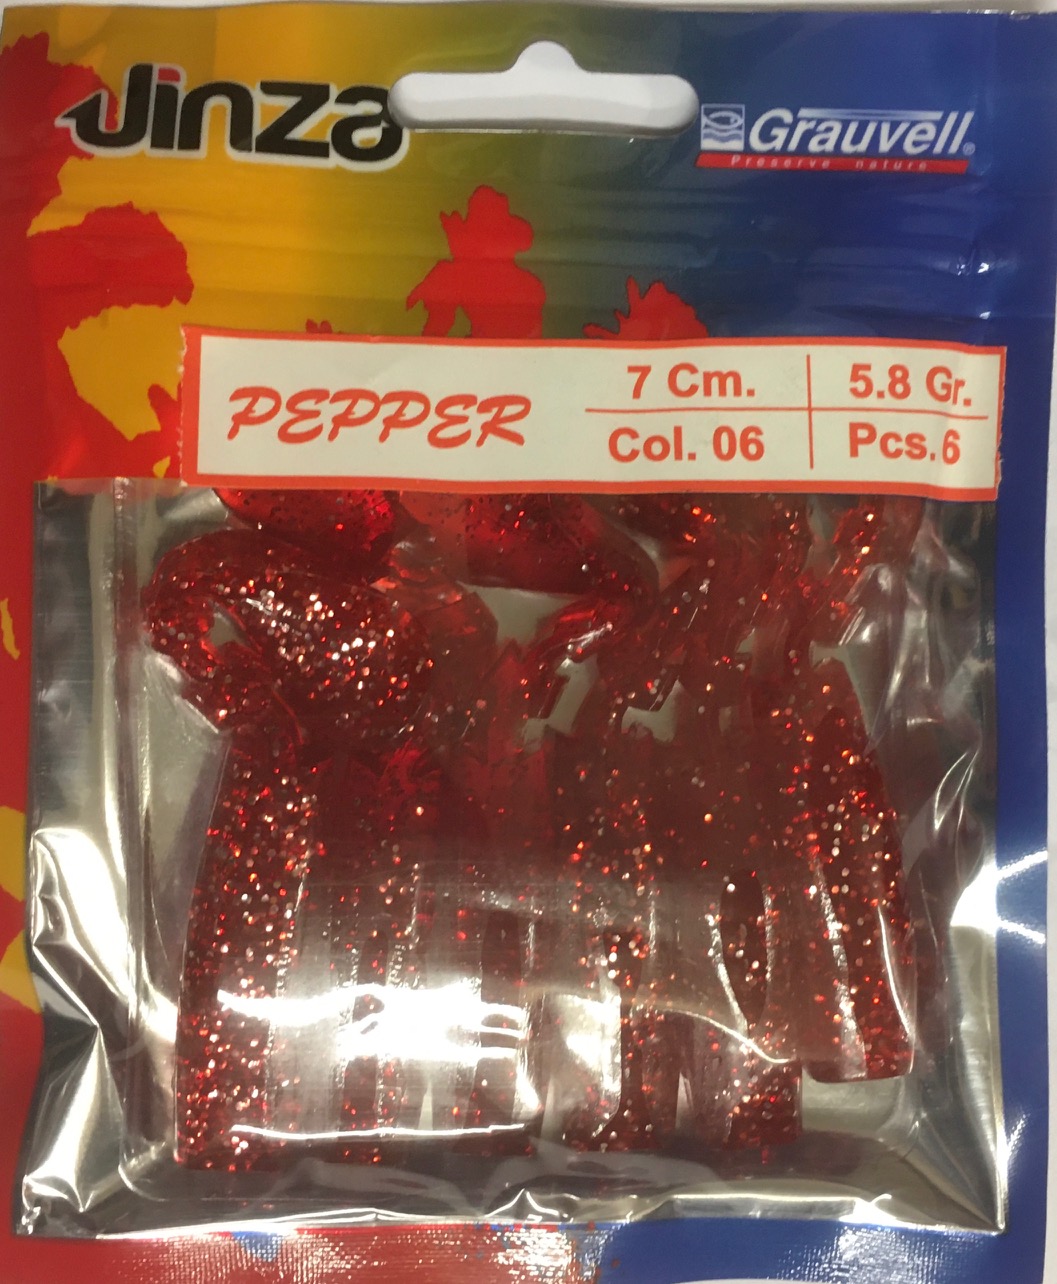 Jinza
Grauvell®
Preserve nature
PEPPER
7 Cm.
5.8 Gr.
Col. 06
Pcs.6